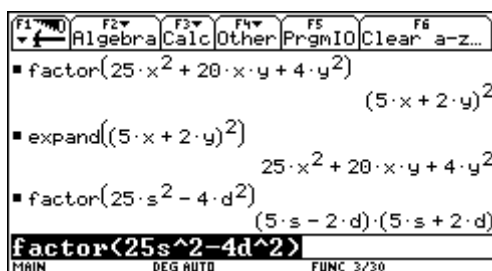 F1 F2▾ F3▾ F4▾ F5 F6
Algebra Calc Other PrgmIO Clear a-z…
▪ factor(25·x² + 20·x·y + 4·y²)
(5·x + 2·y)²
▪ expand((5·x + 2·y)²)
25·x² + 20·x·y + 4·y²
▪ factor(25·s² - 4·d²)
(5·s - 2·d)·(5·s + 2·d)
factor(25s^2-4d^2)
MAIN DEG AUTO FUNC 3/30